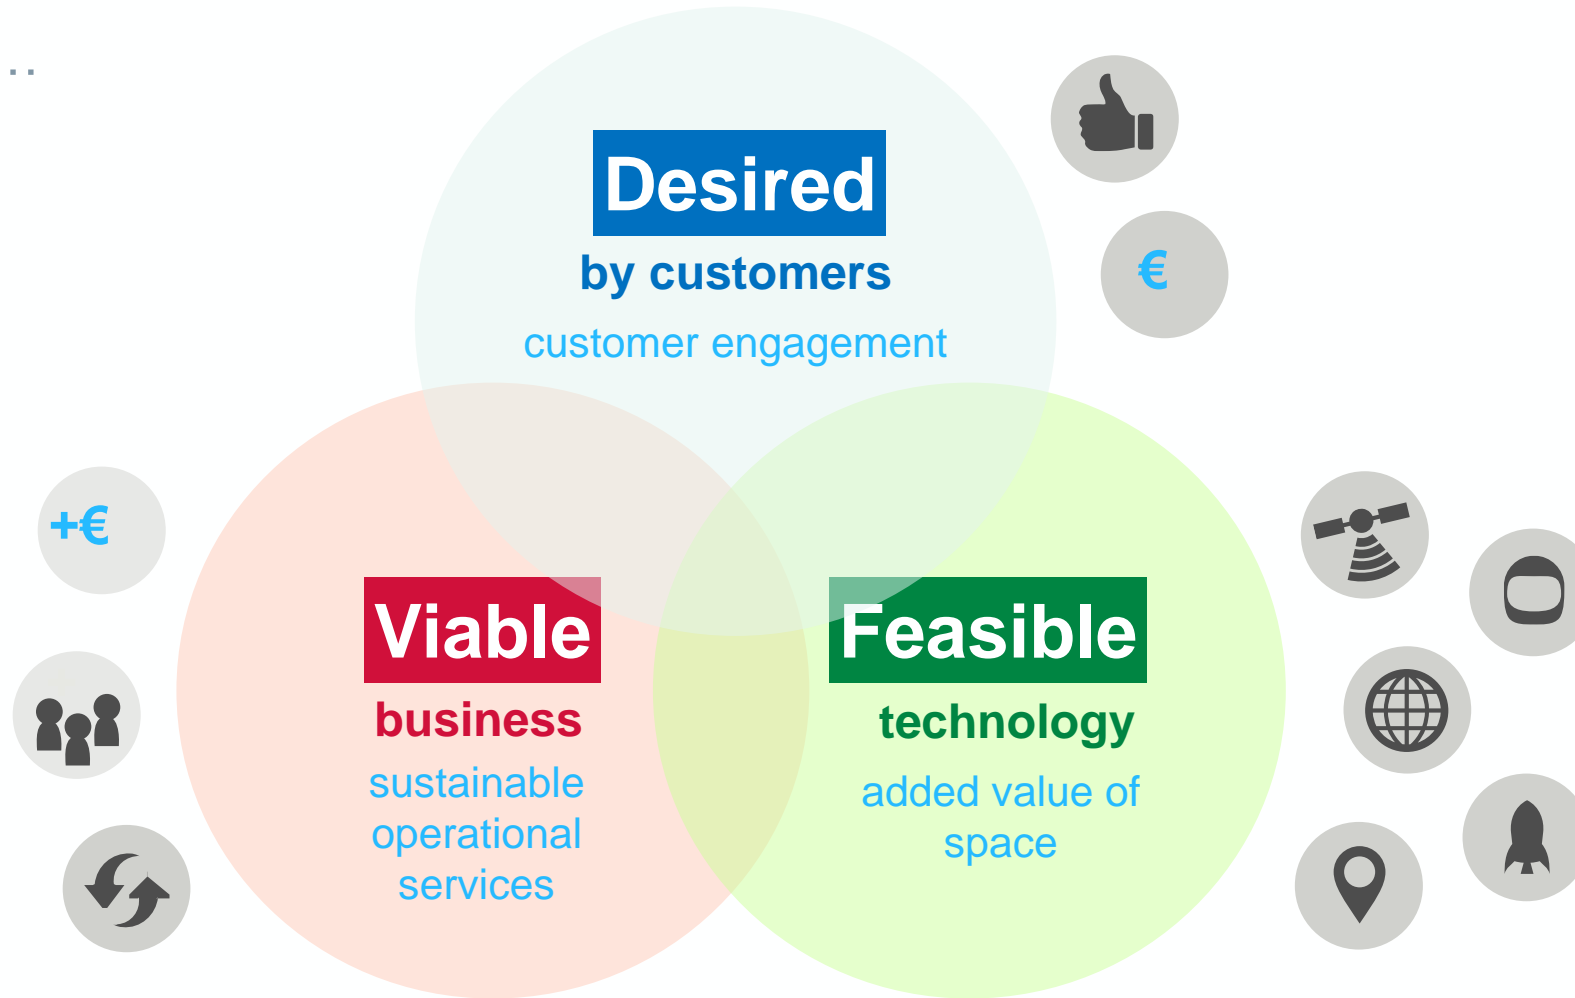 ..
Desired
by customers
customer engagement
€
+€
Viable
business
sustainable
operational
services
Feasible
technology
added value of
space